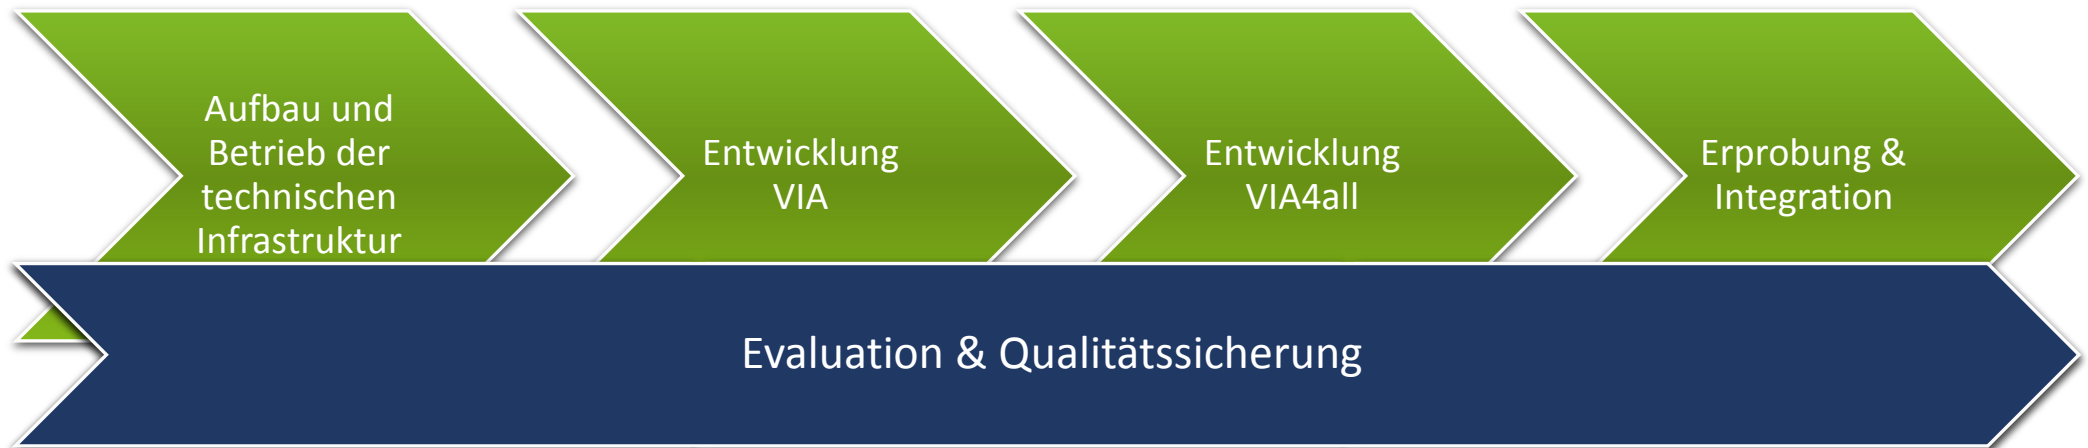 Aufbau und
Betrieb der
technischen
Infrastruktur
Entwicklung
VIA
Entwicklung
VIA4all
Erprobung &
Integration
Evaluation & Qualitätssicherung